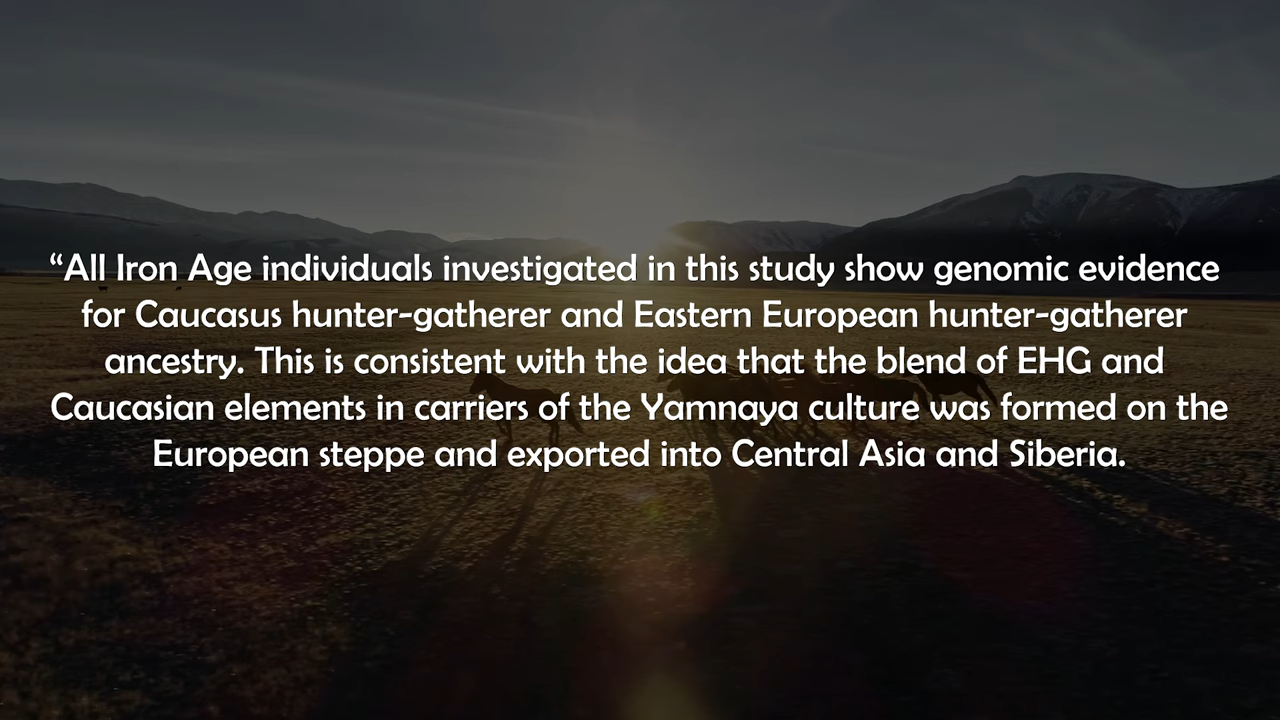 “All Iron Age individuals investigated in this study show genomic evidence
for Caucasus hunter-gatherer and Eastern European hunter-gatherer
ancestry. This is consistent with the idea that the blend of EHG and
Caucasian elements in carriers of the Yamnaya culture was formed on the
European steppe and exported into Central Asia and Siberia.